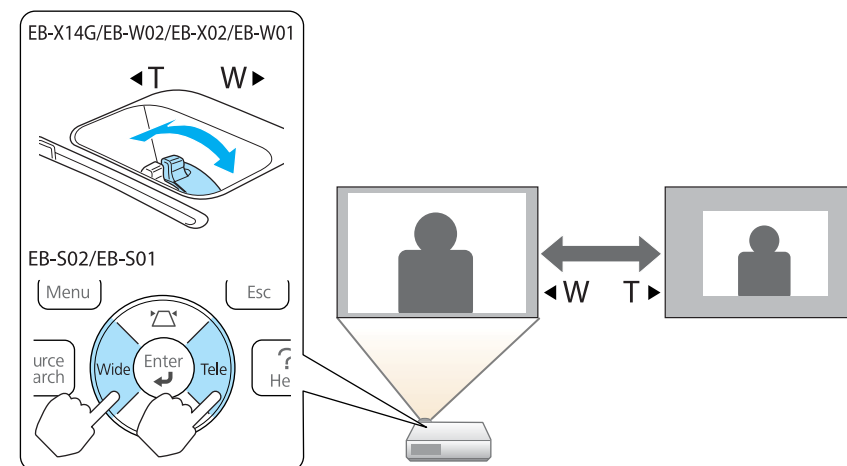 EB-X14G/EB-W02/EB-X02/EB-W01
◀T W▶
EB-S02/EB-S01
Menu Esc
urce
arch
Wide Enter Tele
?
He
◀W T▶